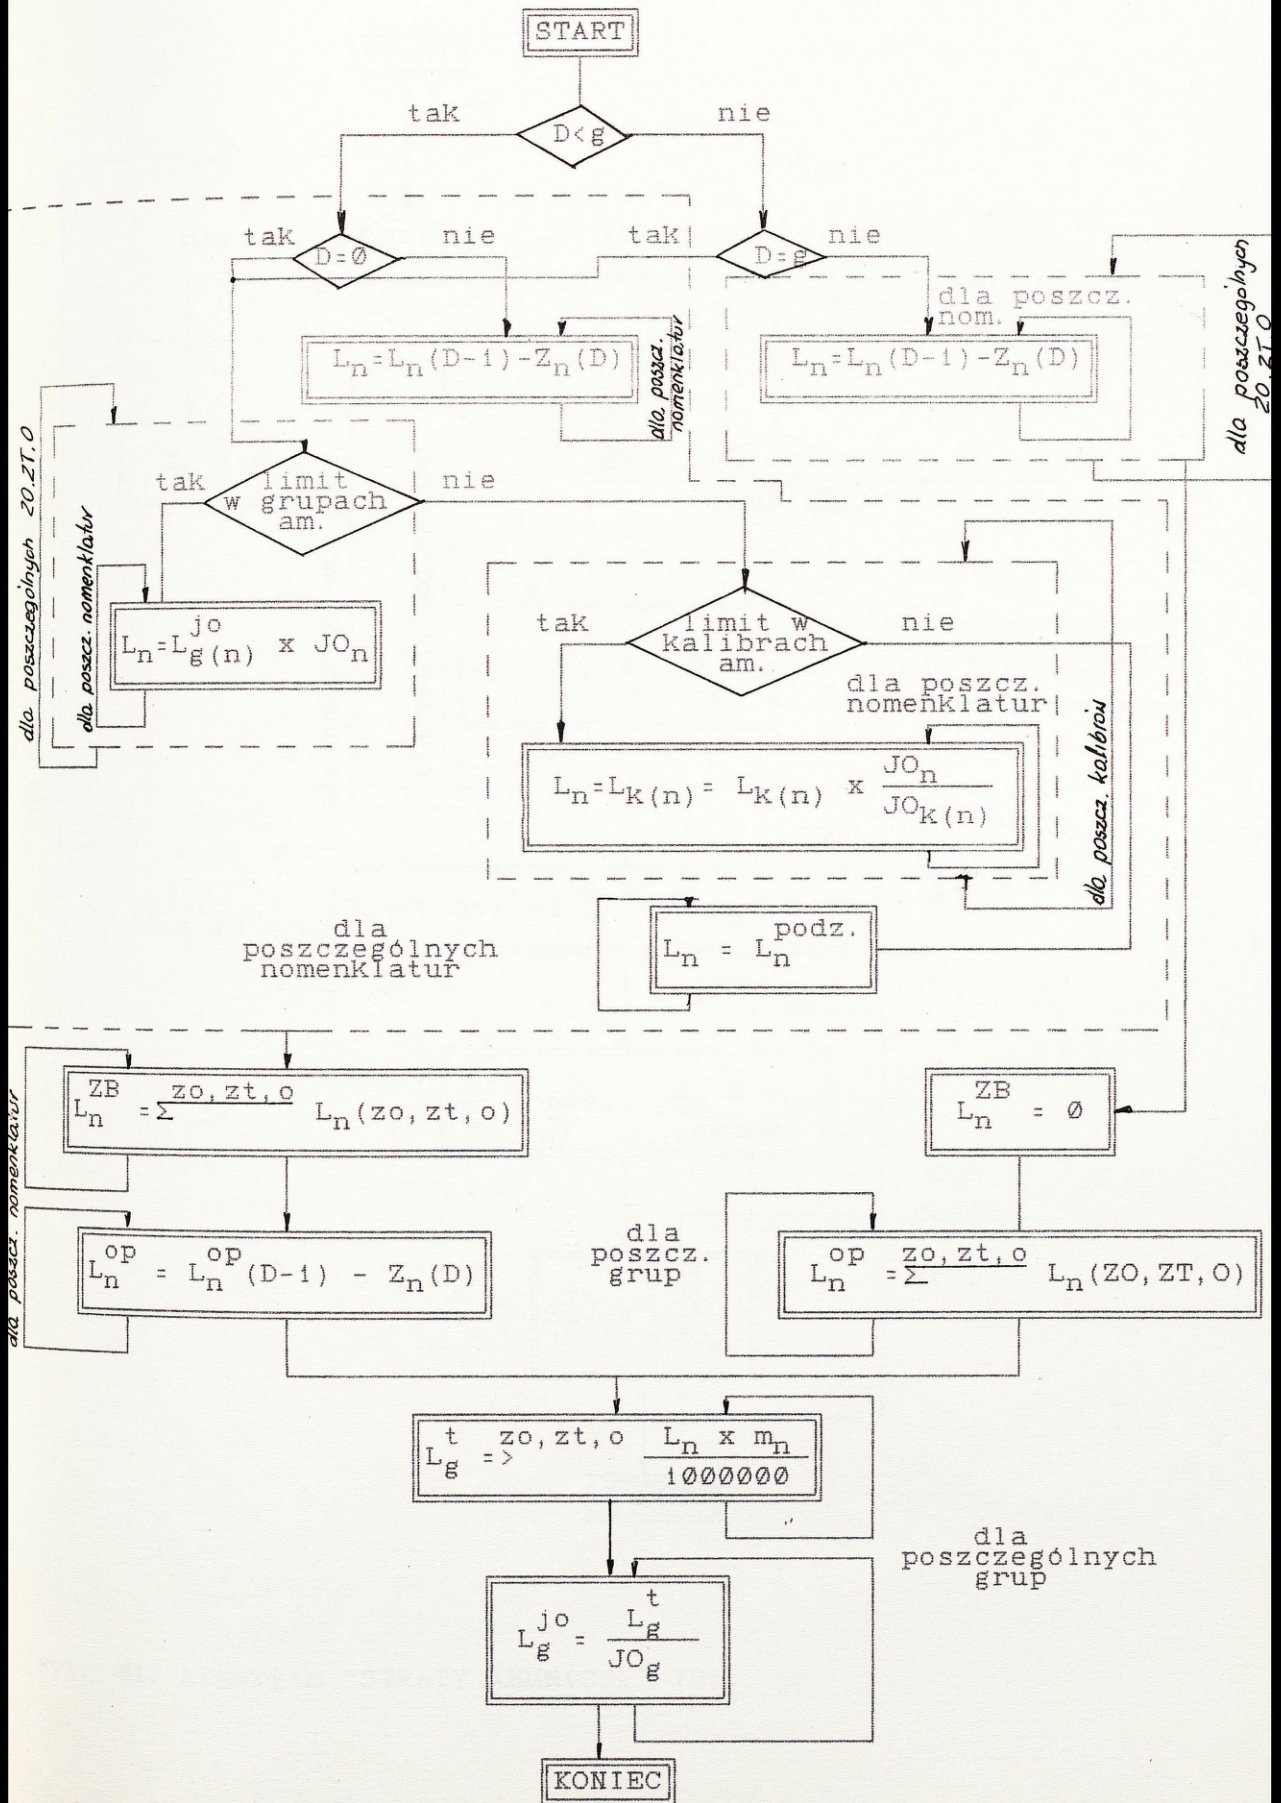 START
tak
nie
D<g
tak
D=Ø
nie
tak
D=g
nie
dla poszcz.
nom.
dla poszczególnych
ZO.ZT.O
Ln=Ln(D-1)-Zn(D)
dla poszcz.
nomenklatur
Ln=Ln(D-1)-Zn(D)
dla poszczególnych ZO.ZT.O
dla poszcz. nomenklatur
tak
limit
w grupach
am.
nie
Ln=L jo g(n) x JOn
tak
limit w
kalibrach
am.
nie
dla poszcz.
nomenklatur
dla poszcz. kalibrów
Ln=Lk(n)= Lk(n) x JOn
JOk(n)
dla
poszczególnych
nomenklatur
Ln = Ln podz.
dla poszcz. nomenklatur
Ln ZB =Σ zo,zt,o Ln(zo,zt,o)
Ln ZB = Ø
Ln op = Ln op (D-1) - Zn(D)
dla
poszcz.
grup
Ln op =Σ zo,zt,o Ln(ZO,ZT,O)
Lg t => zo,zt,o Ln x mn
1000000
dla
poszczególnych
grup
Lg jo = Lg t
JOg
KONIEC